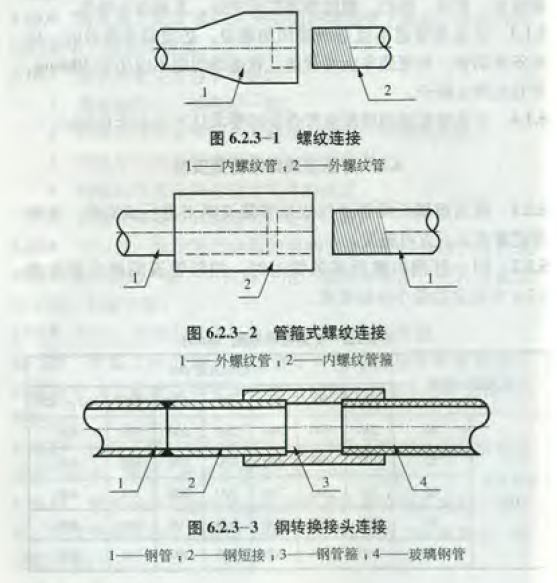 1
2
图 6.2.3-1 螺纹连接
1——内螺纹管；2——外螺纹管
1
2
1
图 6.2.3-2 管箍式螺纹连接
1——外螺纹管；2——内螺纹管箍
1
2
3
4
图 6.2.3-3 钢转换接头连接
1——钢管；2——钢短接；3——钢管箍；4——玻璃钢管